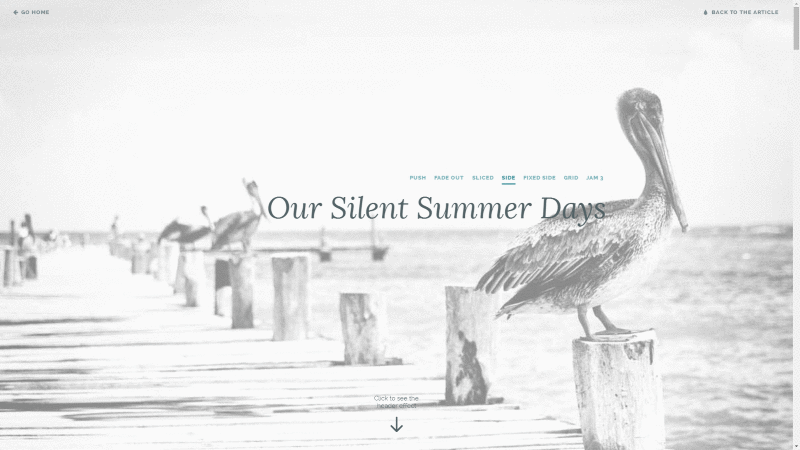 GO HOME
BACK TO THE ARTICLE
PUSH FADE OUT SLICED SIDE FIXED SIDE GRID JAM 3
Our Silent Summer Days
Click to see the
header effect